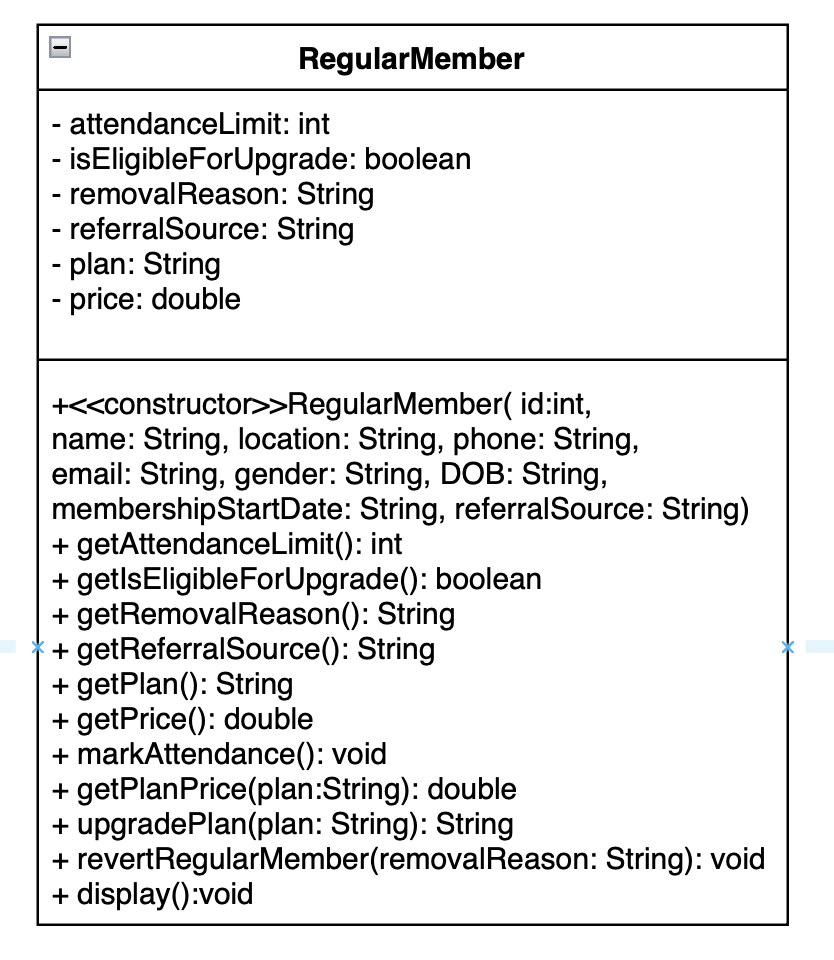 RegularMember
- attendanceLimit: int
- isEligibleForUpgrade: boolean
- removalReason: String
- referralSource: String
- plan: String
- price: double
+<<constructor>>RegularMember( id:int,
name: String, location: String, phone: String,
email: String, gender: String, DOB: String,
membershipStartDate: String, referralSource: String)
+ getAttendanceLimit(): int
+ getIsEligibleForUpgrade(): boolean
+ getRemovalReason(): String
+ getReferralSource(): String
+ getPlan(): String
+ getPrice(): double
+ markAttendance(): void
+ getPlanPrice(plan:String): double
+ upgradePlan(plan: String): String
+ revertRegularMember(removalReason: String): void
+ display():void